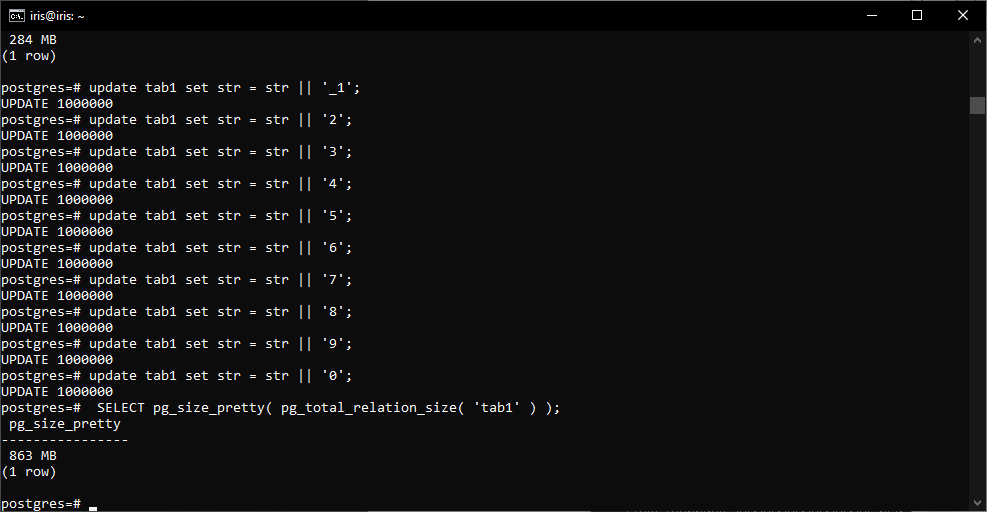 iris@iris: ~
284 MB
(1 row)
postgres=# update tab1 set str = str || '_1';
UPDATE 1000000
postgres=# update tab1 set str = str || '2';
UPDATE 1000000
postgres=# update tab1 set str = str || '3';
UPDATE 1000000
postgres=# update tab1 set str = str || '4';
UPDATE 1000000
postgres=# update tab1 set str = str || '5';
UPDATE 1000000
postgres=# update tab1 set str = str || '6';
UPDATE 1000000
postgres=# update tab1 set str = str || '7';
UPDATE 1000000
postgres=# update tab1 set str = str || '8';
UPDATE 1000000
postgres=# update tab1 set str = str || '9';
UPDATE 1000000
postgres=# update tab1 set str = str || '0';
UPDATE 1000000
postgres=#  SELECT pg_size_pretty( pg_total_relation_size( 'tab1' ) );
 pg_size_pretty
----------------
 863 MB
(1 row)
postgres=#